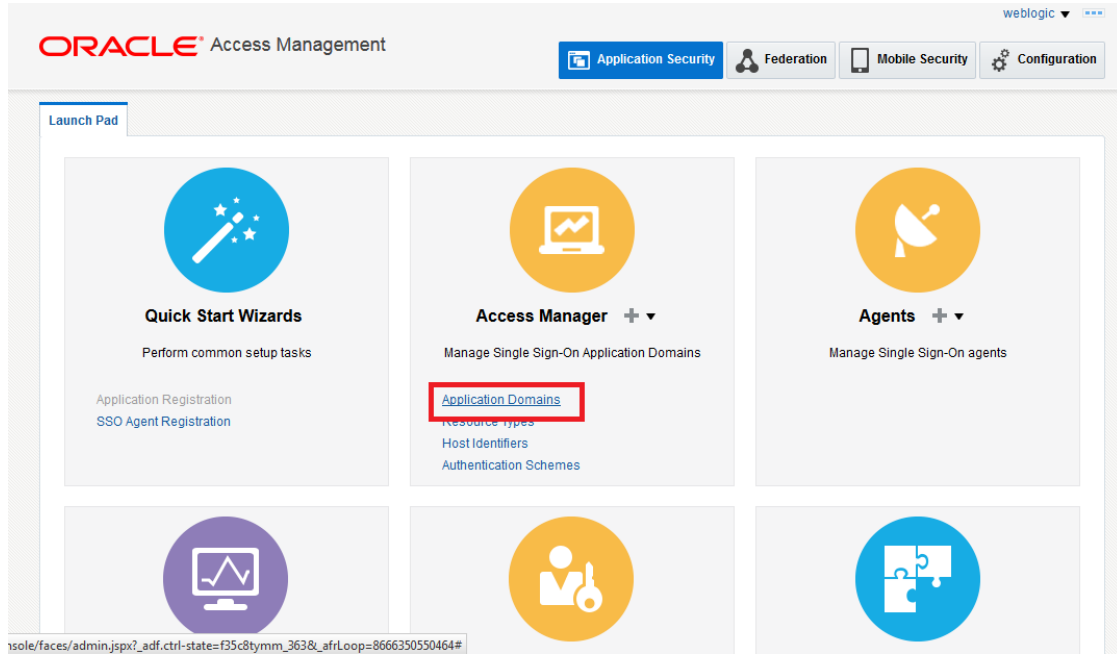 weblogic
ORACLE® Access Management
Application Security
Federation
Mobile Security
Configuration
Launch Pad
Quick Start Wizards
Perform common setup tasks
Application Registration
SSO Agent Registration
Access Manager
Manage Single Sign-On Application Domains
Application Domains
Resource Types
Host Identifiers
Authentication Schemes
Agents
Manage Single Sign-On agents
nsole/faces/admin.jspx?_adf.ctrl-state=f35c8tymm_363&_afrLoop=8666350550464#